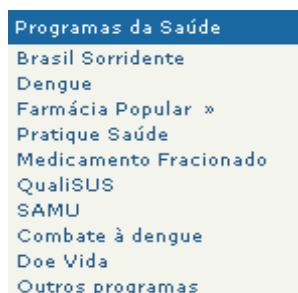 Programas da Saúde
Brasil Sorridente
Dengue
Farmácia Popular »
Pratique Saúde
Medicamento Fracionado
QualiSUS
SAMU
Combate à dengue
Doe Vida
Outros programas